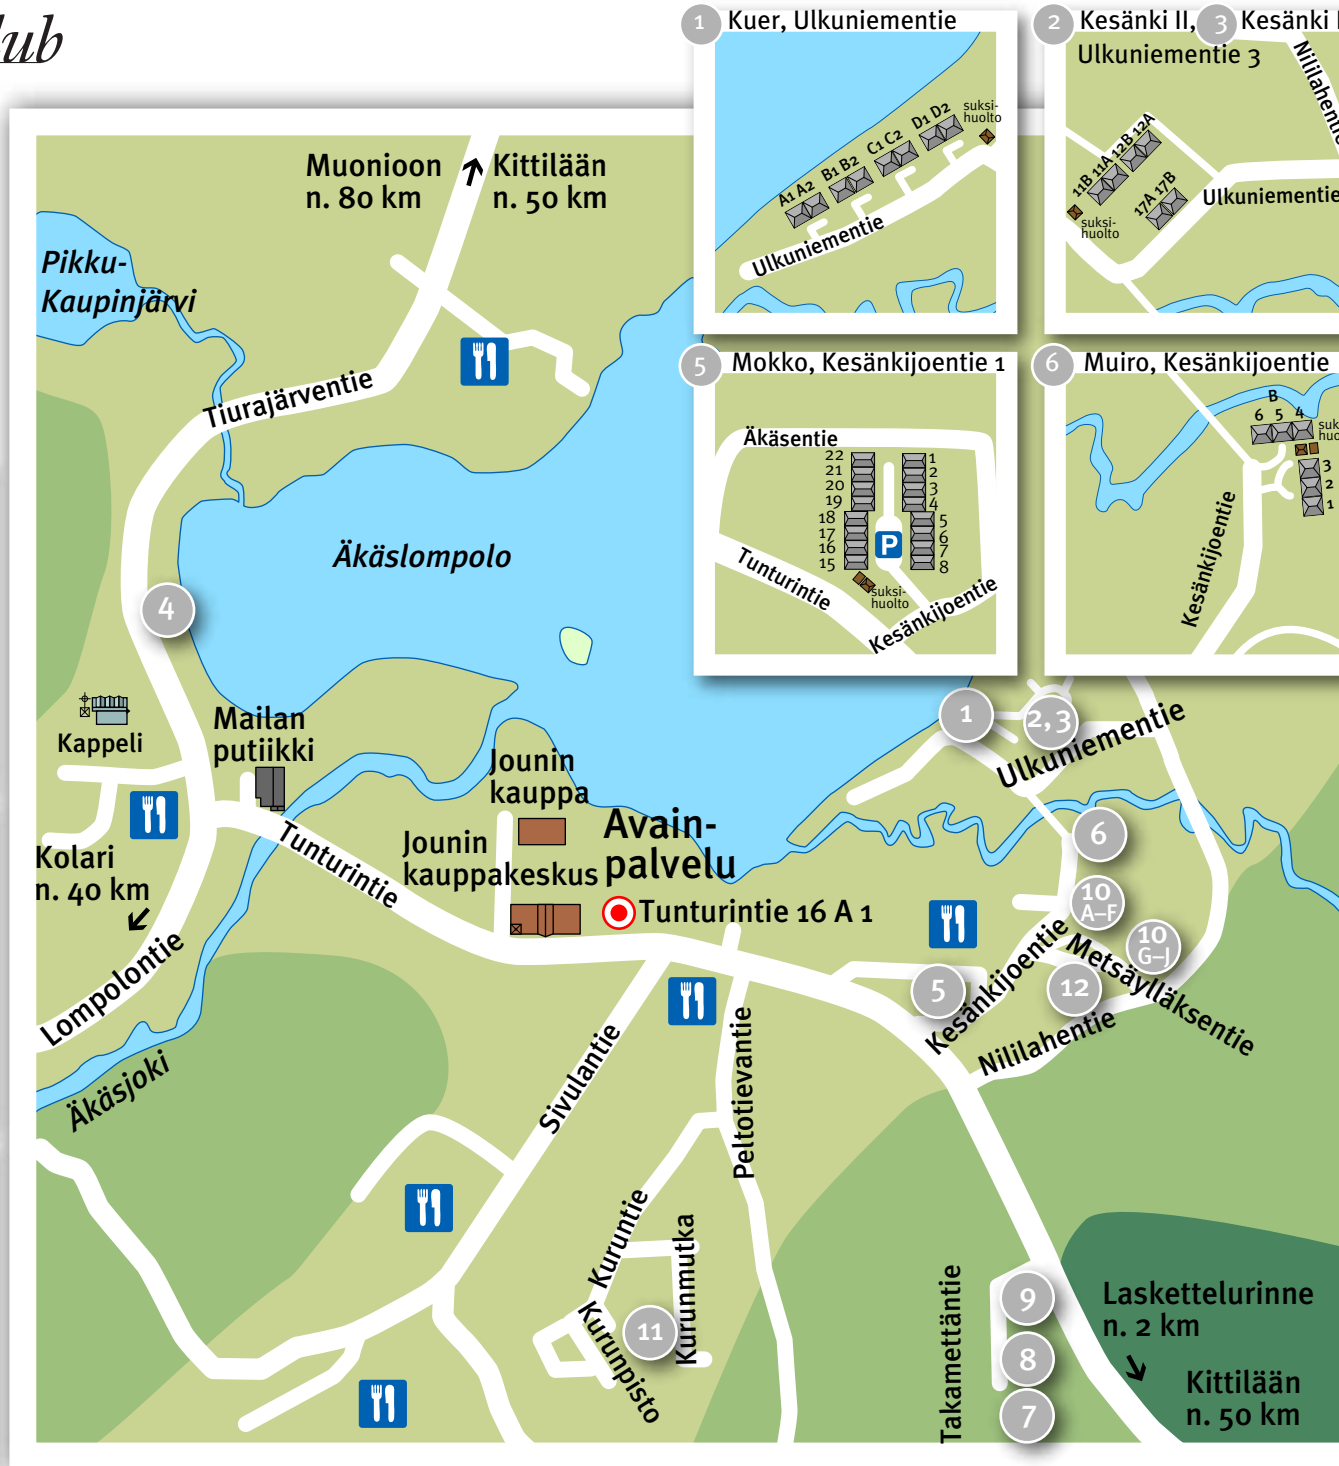 ub
1 Kuer, Ulkuniementie
A1 A2 B1 B2 C1 C2 D1 D2
suksi-
huolto
Ulkuniementie
2 Kesänki II, 3 Kesänki
Ulkuniementie 3
11B 11A 12B 12A
17A 17B
suksi-
huolto
Ulkuniementie
5 Mokko, Kesänkijoentie 1
Äkäsentie
22 1
21 2
20 3
19 4
18 5
17 6
16 7
15 8
P
suksi-
huolto
Tunturintie
Kesänkijoentie
6 Muiro, Kesänkijoentie
B
6 5 4
3
2
1
Kesänkijoentie
Muonioon
n. 80 km
Kittilään
n. 50 km
Pikku-
Kaupinjärvi
Tiurajärventie
Äkäslompolo
4
Kappeli
Mailan
putiikki
Jounin
kauppa
Jounin
kauppakeskus
Avain-
palvelu
Tunturintie 16 A 1
Kolari
n. 40 km
Tunturintie
Lompolontie
Äkäsjoki
1
2,3
Ulkuniementie
6
10
A–F
10
G–J
12
5
Kesänkijoentie
Metsäylläksentie
Nililahentie
Sivulantie
Peltotievantie
Kuruntie
Kurunmutka
Kurunpisto
11
Takamettäntie
9
8
7
Laskettelurinne
n. 2 km
Kittilään
n. 50 km